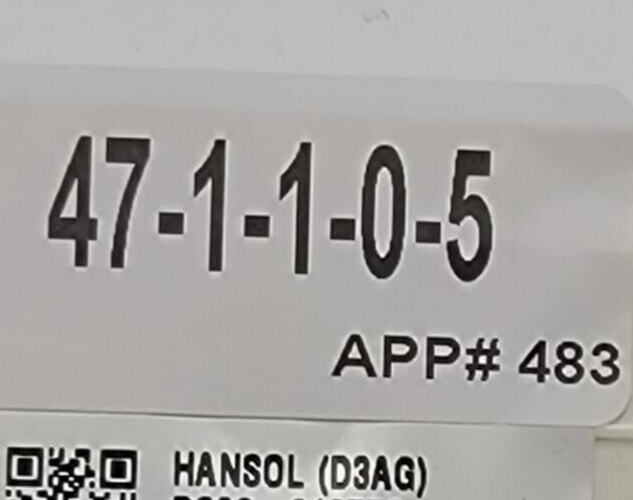 47-1-1-0-5
APP# 483
HANSOL (D3AG)